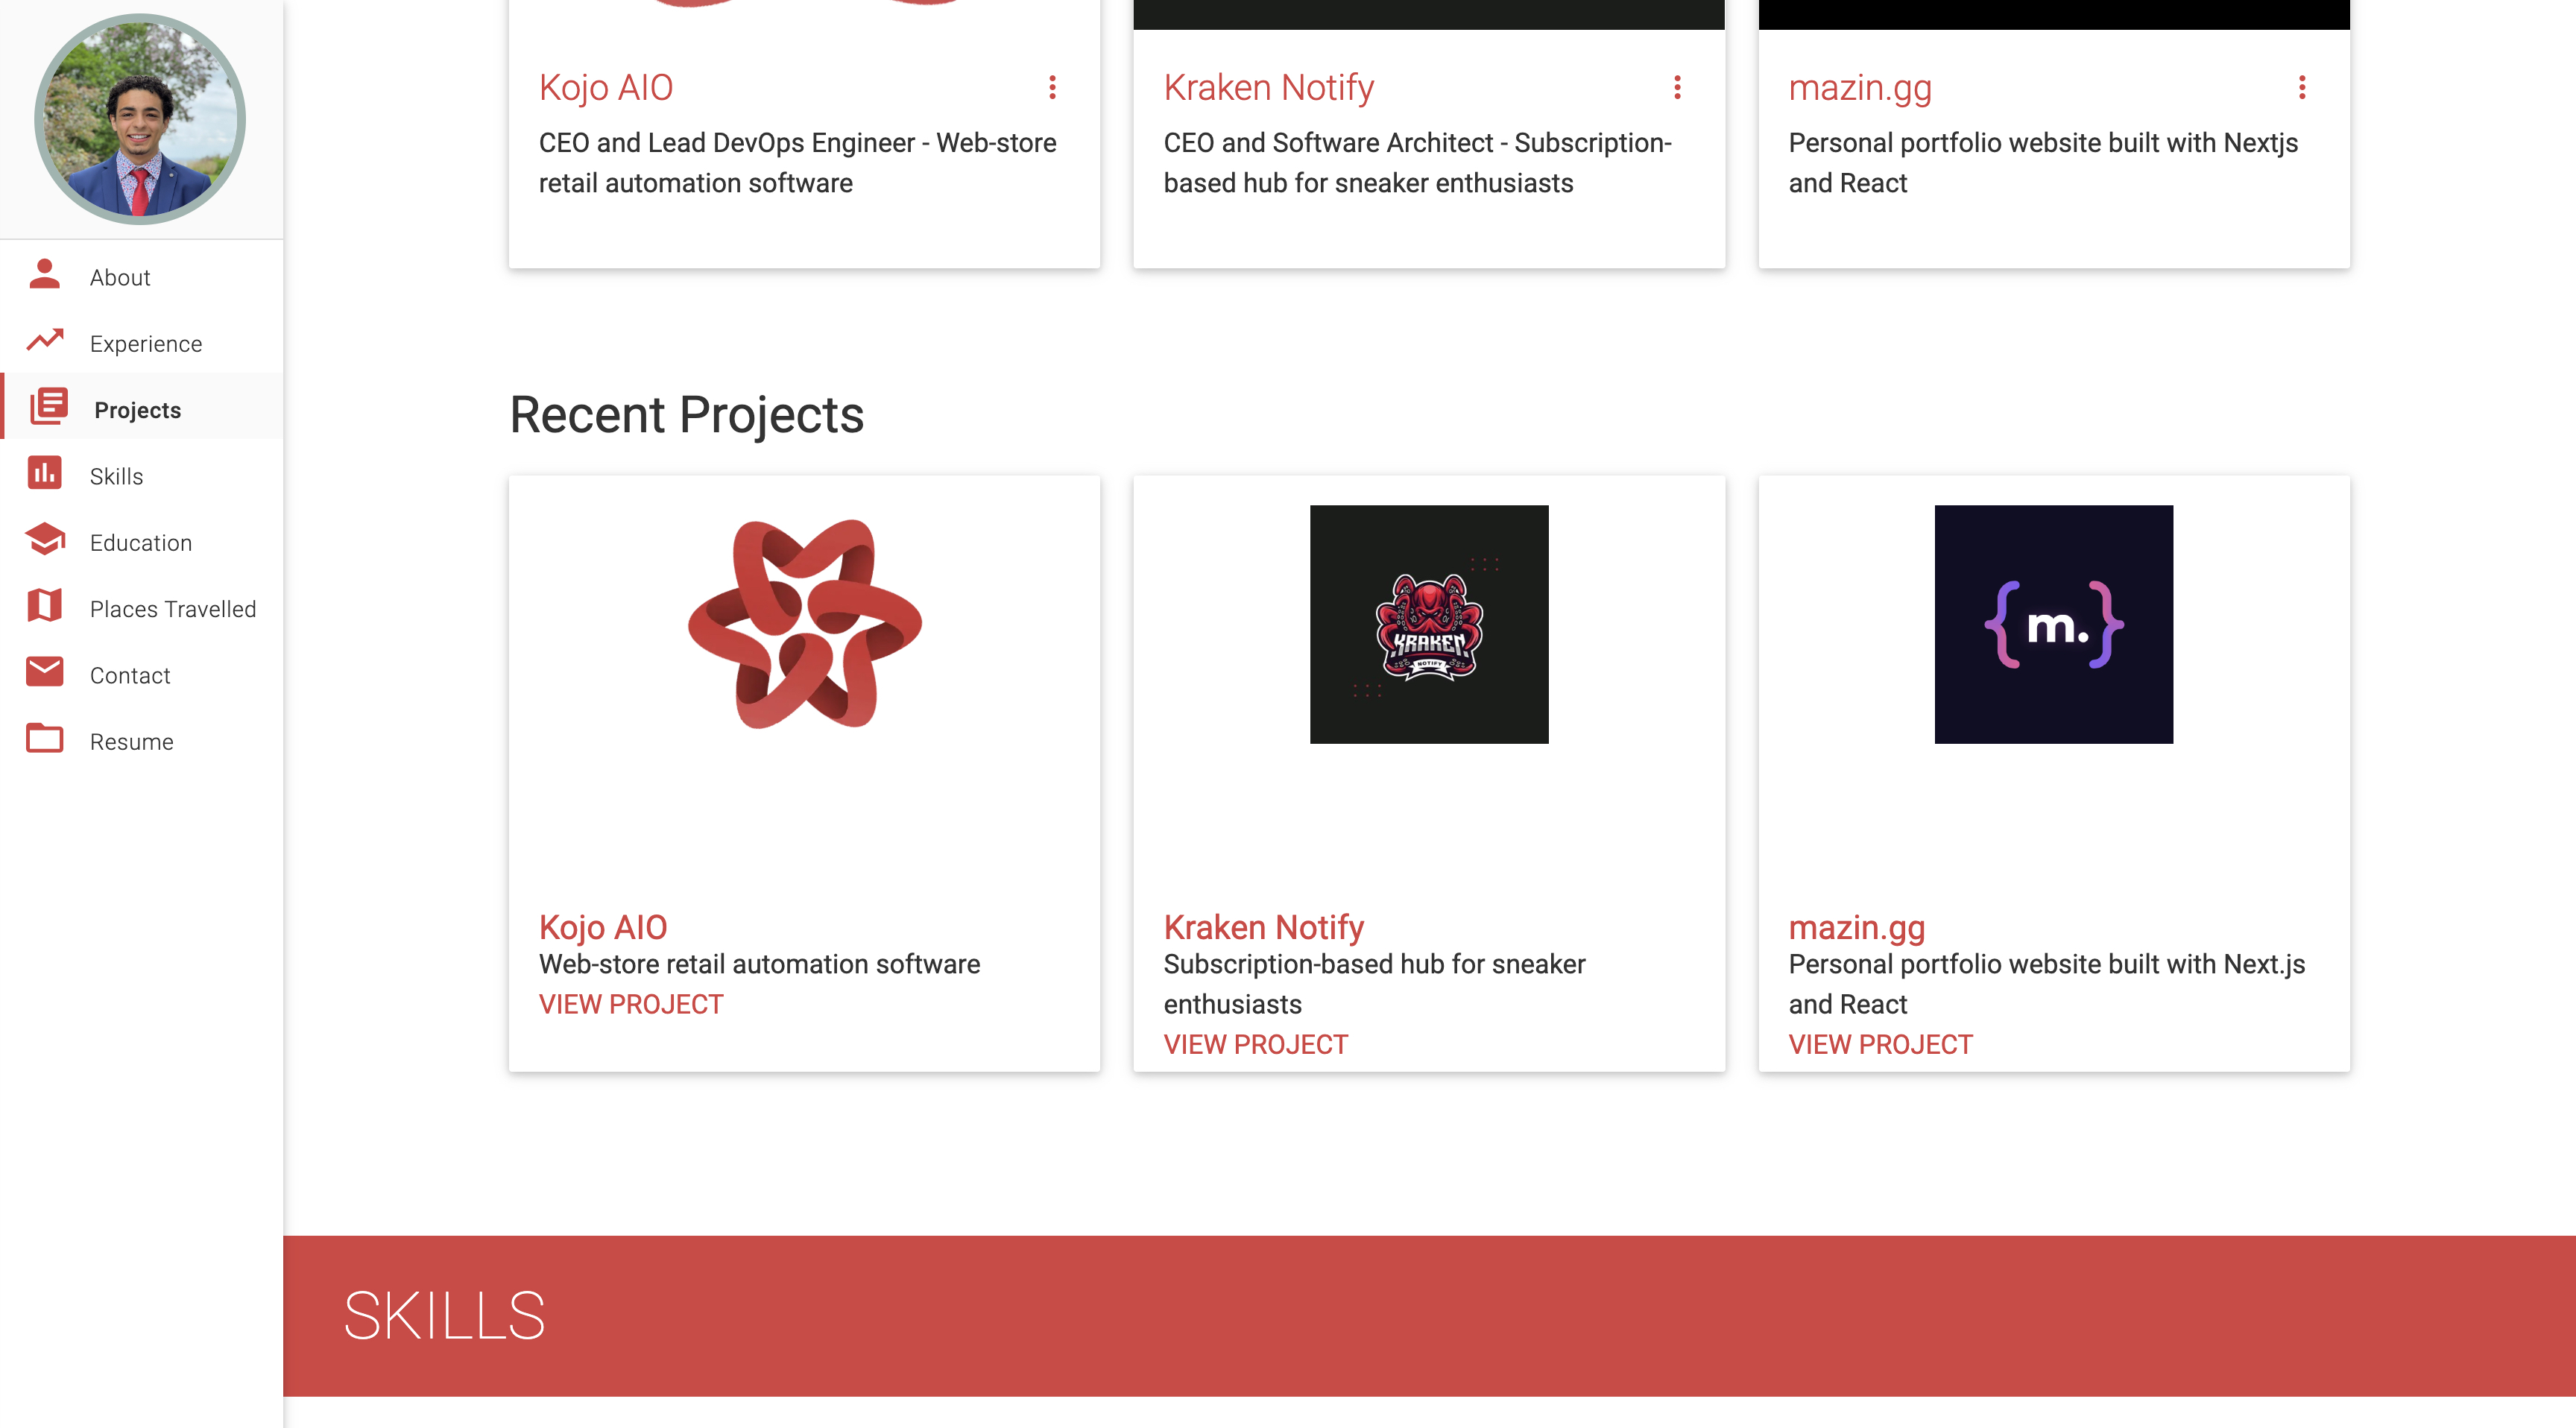 About
Experience
Projects
Skills
Education
Places Travelled
Contact
Resume
Kojo AIO
CEO and Lead DevOps Engineer - Web-store
retail automation software
Kraken Notify
CEO and Software Architect - Subscription-
based hub for sneaker enthusiasts
mazin.gg
Personal portfolio website built with Nextjs
and React
Recent Projects
KRAKEN
NOTIFY
{m.}
Kojo AIO
Web-store retail automation software
VIEW PROJECT
Kraken Notify
Subscription-based hub for sneaker
enthusiasts
VIEW PROJECT
mazin.gg
Personal portfolio website built with Next.js
and React
VIEW PROJECT
SKILLS